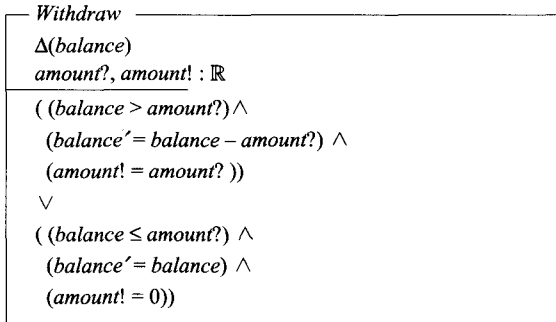 Withdraw
Δ(balance)
amount?, amount! : ℝ
( (balance > amount?) ∧
(balance′ = balance – amount?) ∧
(amount! = amount? ))
∨
( (balance ≤ amount?) ∧
(balance′ = balance) ∧
(amount! = 0))